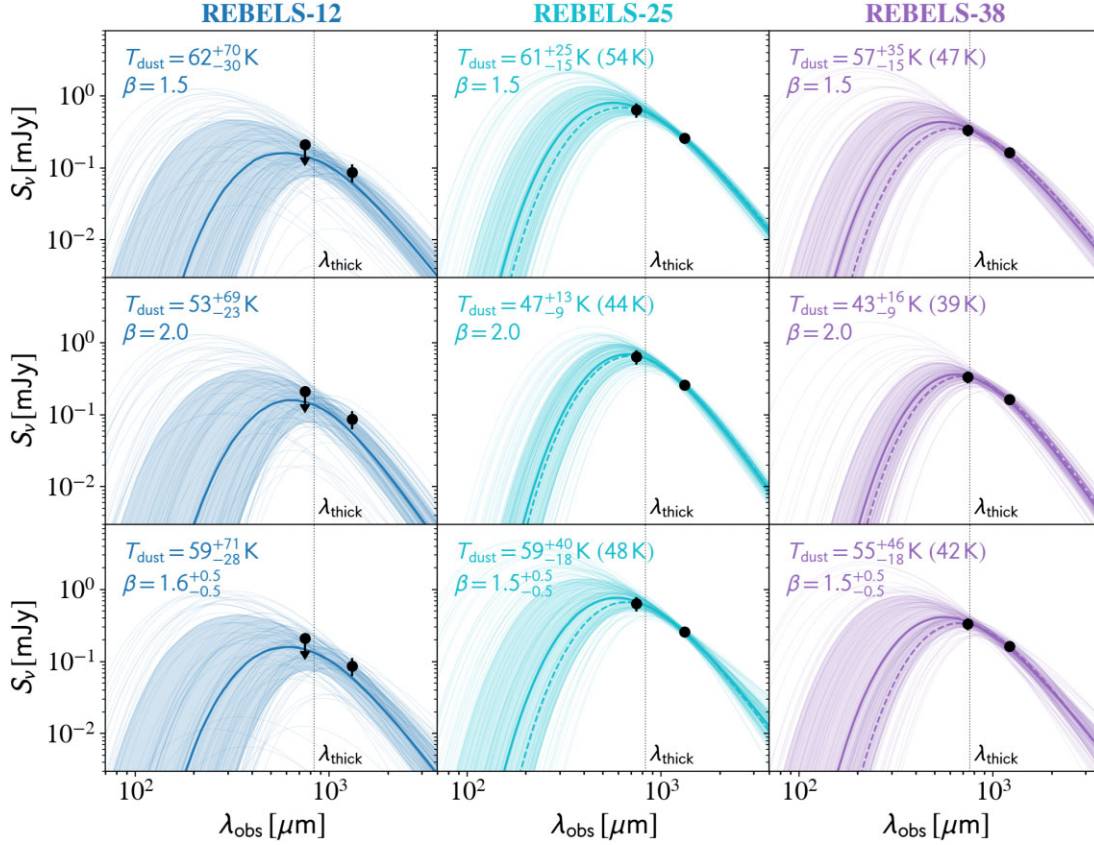 REBELS-12 REBELS-25 REBELS-38
S_ν [mJy]
10^0
10^-1
10^-2
T_dust = 62^{+70}_{-30} K
β = 1.5
λ_thick
T_dust = 61^{+25}_{-15} K (54 K)
β = 1.5
λ_thick
T_dust = 57^{+35}_{-15} K (47 K)
β = 1.5
λ_thick
S_ν [mJy]
10^0
10^-1
10^-2
T_dust = 53^{+69}_{-23} K
β = 2.0
λ_thick
T_dust = 47^{+13}_{-9} K (44 K)
β = 2.0
λ_thick
T_dust = 43^{+16}_{-9} K (39 K)
β = 2.0
λ_thick
S_ν [mJy]
10^0
10^-1
10^-2
T_dust = 59^{+71}_{-28} K
β = 1.6^{+0.5}_{-0.5}
λ_thick
T_dust = 59^{+40}_{-18} K (48 K)
β = 1.5^{+0.5}_{-0.5}
λ_thick
T_dust = 55^{+46}_{-18} K (42 K)
β = 1.5^{+0.5}_{-0.5}
λ_thick
10^2 10^3 10^2 10^3 10^2 10^3
λ_obs [μm] λ_obs [μm] λ_obs [μm]